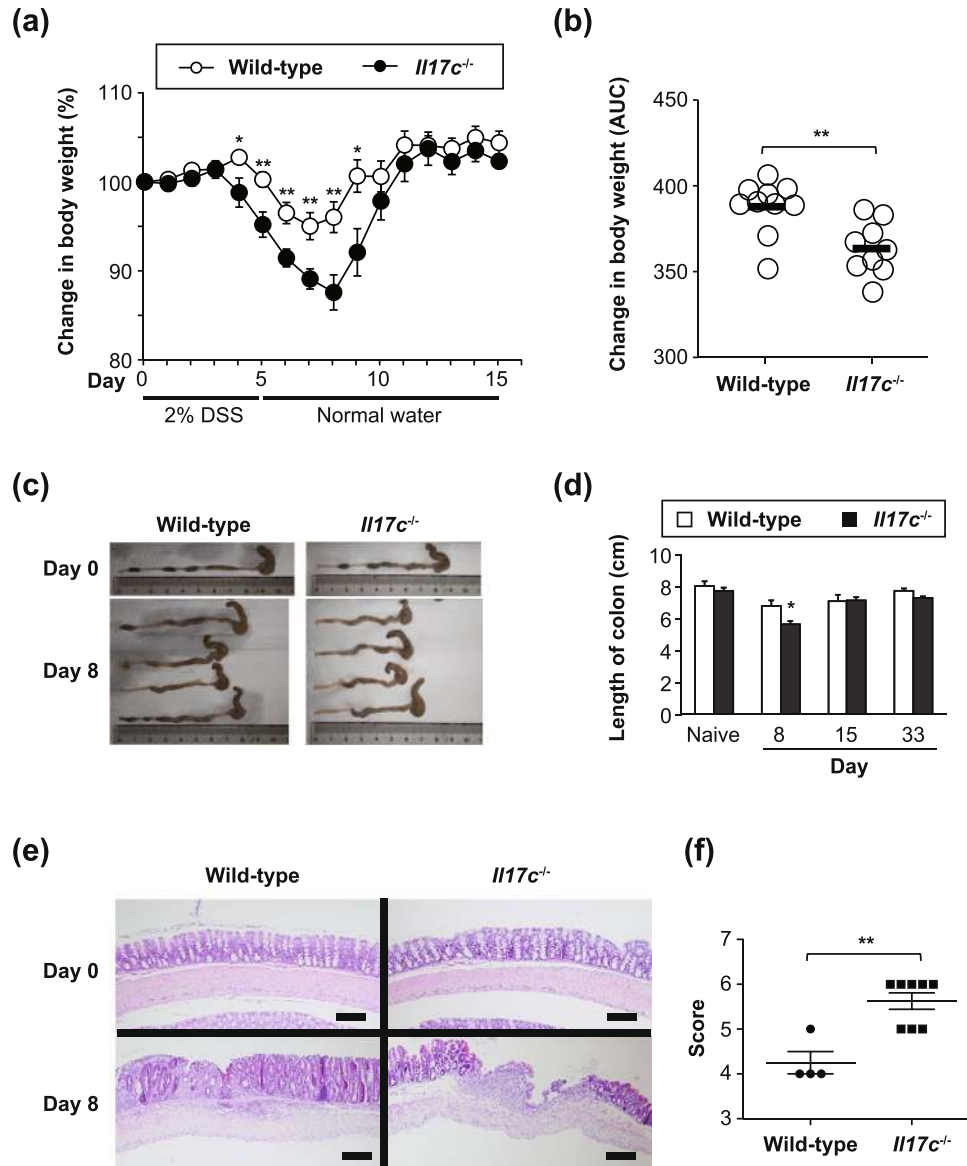 (a)
Wild-type Il17c-/-
Change in body weight (%)
110
100
90
80
* ** ** ** ** *
Day 0 5 10 15
2% DSS Normal water
(b)
Change in body weight (AUC)
450
400
350
300
**
Wild-type Il17c-/-
(c)
Wild-type Il17c-/-
Day 0
Day 8
(d)
Wild-type Il17c-/-
Length of colon (cm)
10
8
6
4
2
0
*
Naive 8 15 33
Day
(e)
Wild-type Il17c-/-
Day 0
Day 8
(f)
Score
7
6
5
4
3
**
Wild-type Il17c-/-